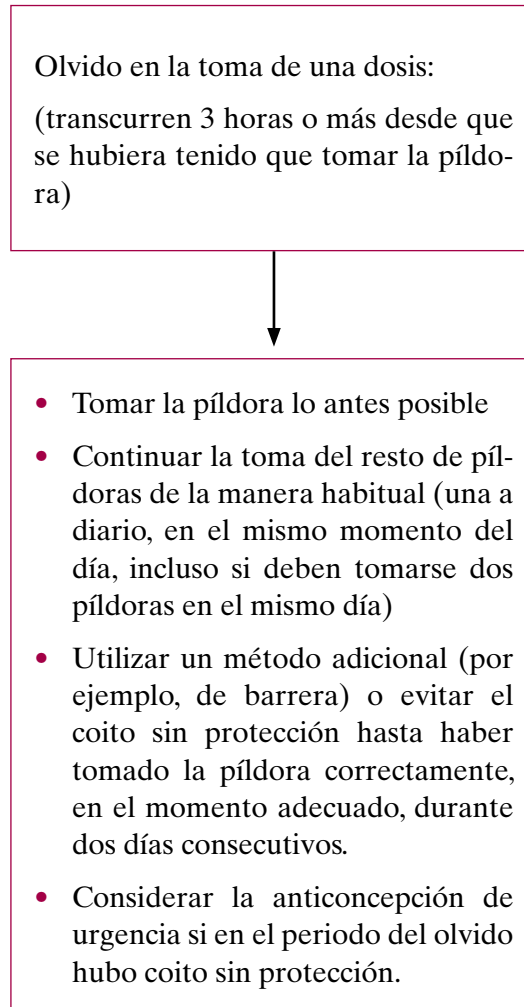 Olvido en la toma de una dosis:
(transcurren 3 horas o más desde que
se hubiera tenido que tomar la píldo-
ra)
• Tomar la píldora lo antes posible
• Continuar la toma del resto de píl-
doras de la manera habitual (una a
diario, en el mismo momento del
día, incluso si deben tomarse dos
píldoras en el mismo día)
• Utilizar un método adicional (por
ejemplo, de barrera) o evitar el
coito sin protección hasta haber
tomado la píldora correctamente,
en el momento adecuado, durante
dos días consecutivos.
• Considerar la anticoncepción de
urgencia si en el periodo del olvido
hubo coito sin protección.